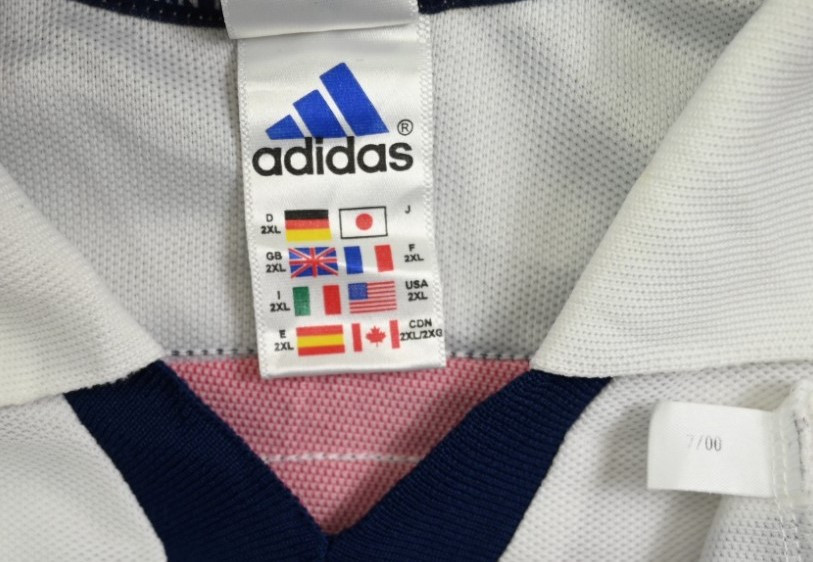 ®
adidas
D
2XL
J
GB
2XL
F
2XL
I
2XL
USA
2XL
E
2XL
CDN
2XL/2XG
7/00